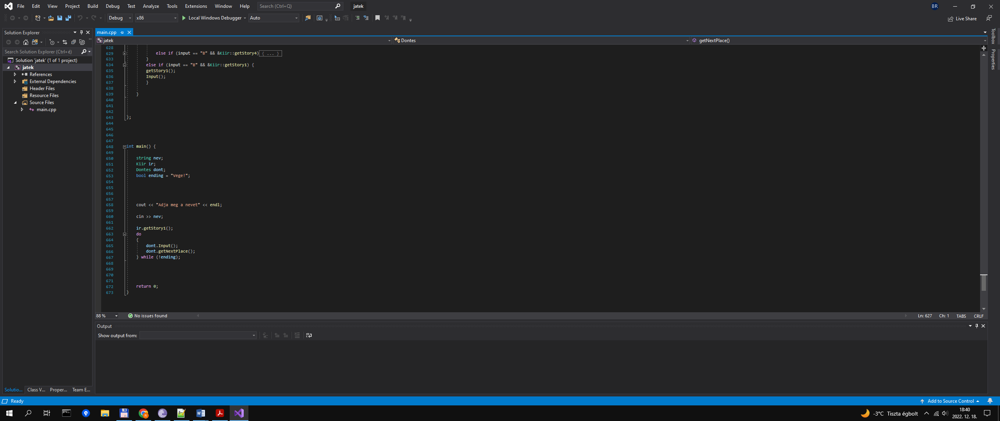 File Edit View Project Build Debug Test Analyze Tools Extensions Window Help Search (Ctrl+Q) jatek BR
Debug x86 Local Windows Debugger Auto Live Share
Solution Explorer
Search Solution Explorer (Ctrl+é)
Solution 'jatek' (1 of 1 project)
jatek
References
External Dependencies
Header Files
Resource Files
Source Files
main.cpp
Soluti... Class V... Proper... Team E...
main.cpp
jatek Dontes getNextPlace()
628
629 else if (input == "B" && &Kiir::getStory4) { ... }
633 }
634 else if (input == "B" && &Kiir::getStory1) {
635 getStory1();
636 Input();
637 }
638
639 }
640
641
642
643 };
644
645
646
647
648 int main() {
649
650 string nev;
651 Kiir ir;
652 Dontes dont;
653 bool ending = "Vege!";
654
655
656
657
658 cout << "Adja meg a nevet" << endl;
659
660 cin >> nev;
661
662 ir.getStory1();
663 do
664 {
665 dont.Input();
666 dont.getNextPlace();
667 } while (!ending);
668
669
670
671
672 return 0;
673 }
88 % No issues found Ln: 627 Ch: 1 TABS CRLF
Output
Show output from:
Toolbox
Properties
Ready Add to Source Control
-3°C Tiszta égbolt
18:40
2022. 12. 18.